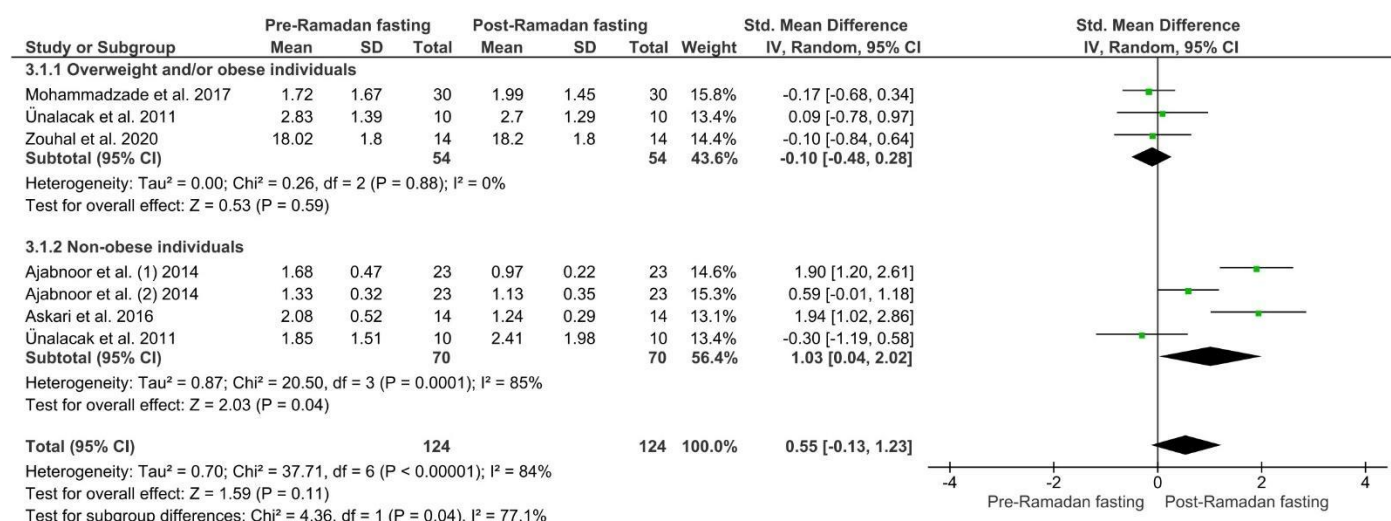 Pre-Ramadan fasting Post-Ramadan fasting Std. Mean Difference Std. Mean Difference
Study or Subgroup Mean SD Total Mean SD Total Weight IV, Random, 95% CI IV, Random, 95% CI
3.1.1 Overweight and/or obese individuals
Mohammadzade et al. 2017 1.72 1.67 30 1.99 1.45 30 15.8% -0.17 [-0.68, 0.34]
Ünalacak et al. 2011 2.83 1.39 10 2.7 1.29 10 13.4% 0.09 [-0.78, 0.97]
Zouhal et al. 2020 18.02 1.8 14 18.2 1.8 14 14.4% -0.10 [-0.84, 0.64]
Subtotal (95% CI) 54 54 43.6% -0.10 [-0.48, 0.28]
Heterogeneity: Tau² = 0.00; Chi² = 0.26, df = 2 (P = 0.88); I² = 0%
Test for overall effect: Z = 0.53 (P = 0.59)
3.1.2 Non-obese individuals
Ajabnoor et al. (1) 2014 1.68 0.47 23 0.97 0.22 23 14.6% 1.90 [1.20, 2.61]
Ajabnoor et al. (2) 2014 1.33 0.32 23 1.13 0.35 23 15.3% 0.59 [-0.01, 1.18]
Askari et al. 2016 2.08 0.52 14 1.24 0.29 14 13.1% 1.94 [1.02, 2.86]
Ünalacak et al. 2011 1.85 1.51 10 2.41 1.98 10 13.4% -0.30 [-1.19, 0.58]
Subtotal (95% CI) 70 70 56.4% 1.03 [0.04, 2.02]
Heterogeneity: Tau² = 0.87; Chi² = 20.50, df = 3 (P = 0.0001); I² = 85%
Test for overall effect: Z = 2.03 (P = 0.04)
Total (95% CI) 124 124 100.0% 0.55 [-0.13, 1.23]
Heterogeneity: Tau² = 0.70; Chi² = 37.71, df = 6 (P < 0.00001); I² = 84%
Test for overall effect: Z = 1.59 (P = 0.11)
Test for subgroup differences: Chi² = 4.36, df = 1 (P = 0.04), I² = 77.1%
-4 -2 0 2 4
Pre-Ramadan fasting Post-Ramadan fasting